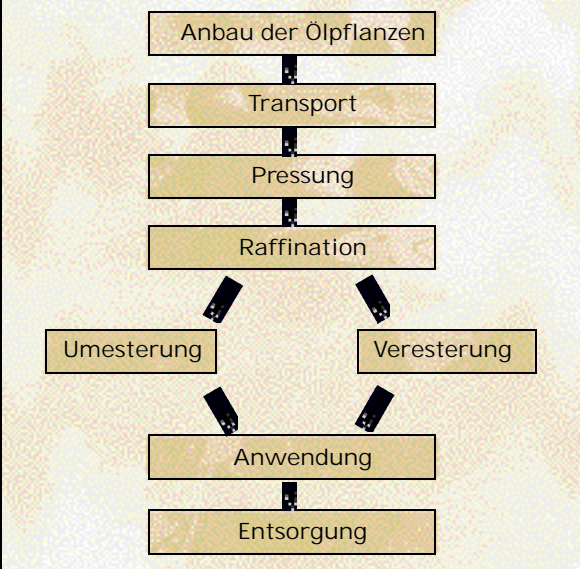 Anbau der Ölpflanzen
Transport
Pressung
Raffination
Umesterung
Veresterung
Anwendung
Entsorgung